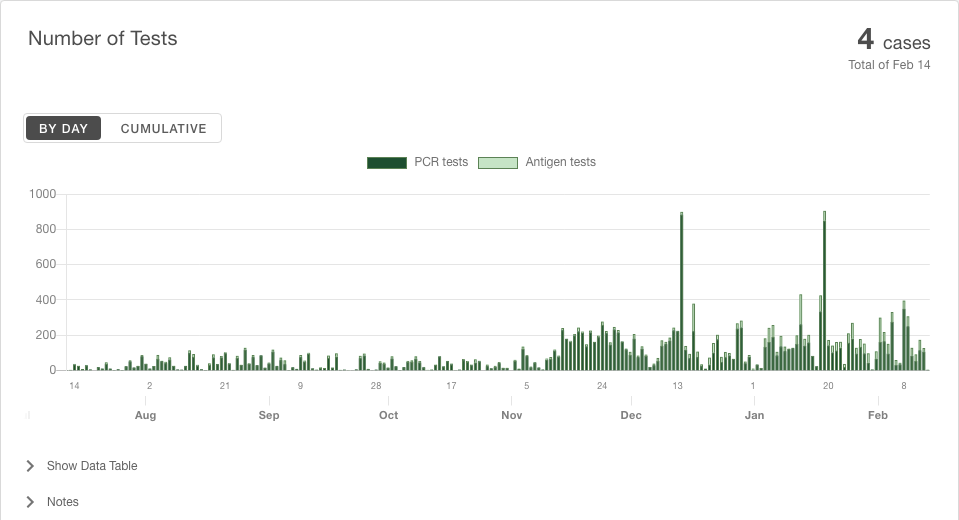 Number of Tests
4 cases
Total of Feb 14
BY DAY CUMULATIVE
PCR tests Antigen tests
1000
800
600
400
200
0
14 2 21 9 28 17 5 24 13 1 20 8
Aug Sep Oct Nov Dec Jan Feb
Show Data Table
Notes